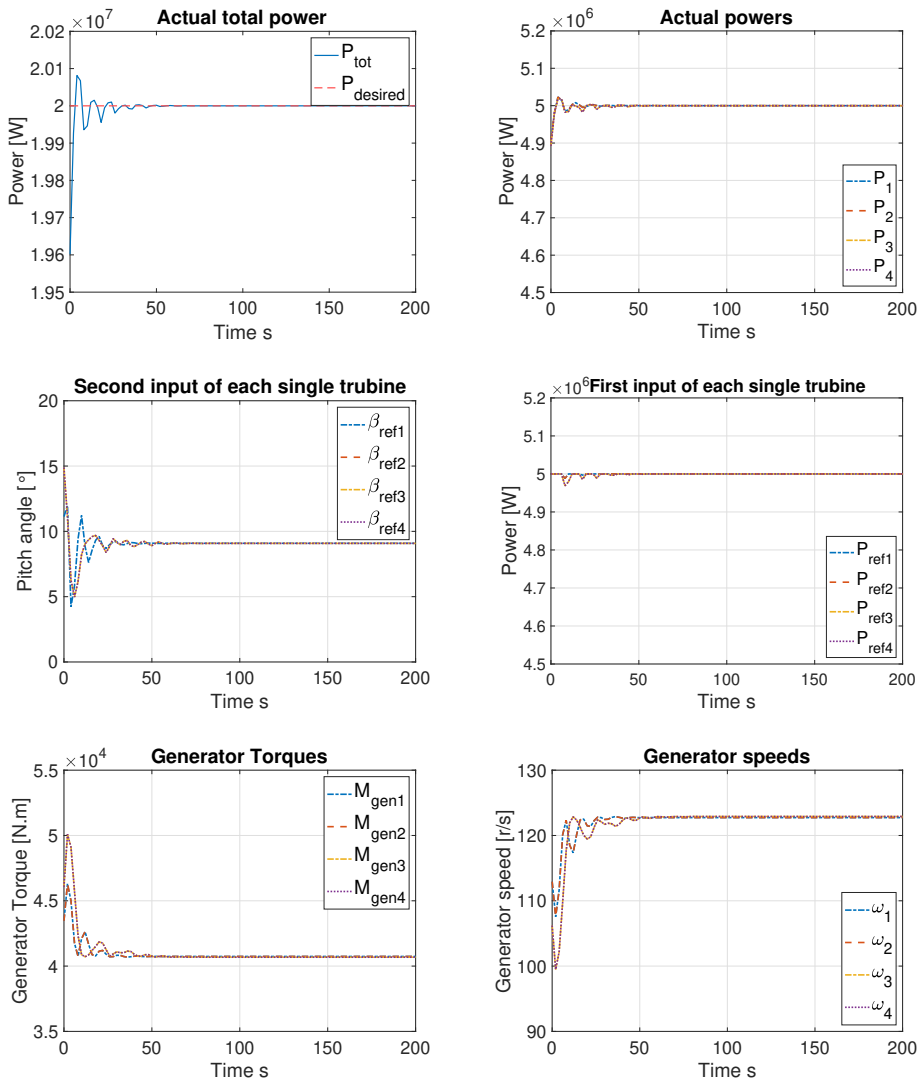 Actual total power
×10^7
Power [W]
2.02
2.01
2
1.99
1.98
1.97
1.96
1.95
P_tot
P_desired
0 50 100 150 200
Time s
Actual powers
×10^6
Power [W]
5.2
5.1
5
4.9
4.8
4.7
4.6
4.5
P_1
P_2
P_3
P_4
0 50 100 150 200
Time s
Second input of each single trubine
Pitch angle [°]
20
15
10
5
0
β_ref1
β_ref2
β_ref3
β_ref4
0 50 100 150 200
Time s
×10^6 First input of each single trubine
Power [W]
5.2
5.1
5
4.9
4.8
4.7
4.6
4.5
P_ref1
P_ref2
P_ref3
P_ref4
0 50 100 150 200
Time s
Generator Torques
×10^4
Generator Torque [N.m]
5.5
5
4.5
4
3.5
M_gen1
M_gen2
M_gen3
M_gen4
0 50 100 150 200
Time s
Generator speeds
Generator speed [r/s]
130
120
110
100
90
ω_1
ω_2
ω_3
ω_4
0 50 100 150 200
Time s